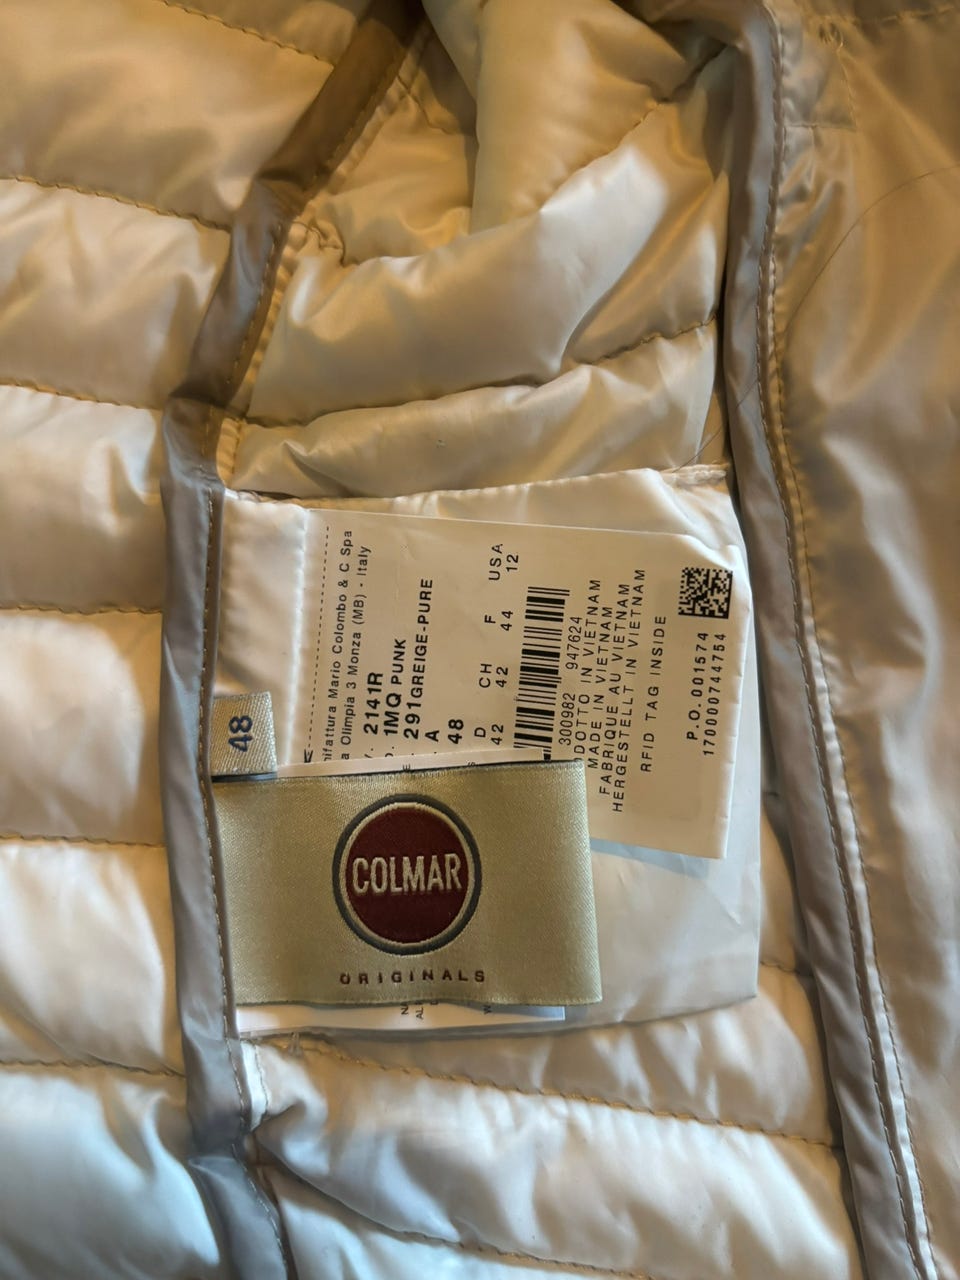 48
nifattura Mario Colombo & C Spa
a Olimpia 3 Monza (MB) - Italy
2141R
1MQ PUNK
291GREIGE-PURE
A
48
D CH F USA
42 42 44 12
300982 947624
DOTTO IN VIETNAM
MADE IN VIETNAM
FABRIQUE AU VIETNAM
HERGESTELLT IN VIETNAM
RFID TAG INSIDE
P.O. 001574
170000744754
COLMAR
ORIGINALS